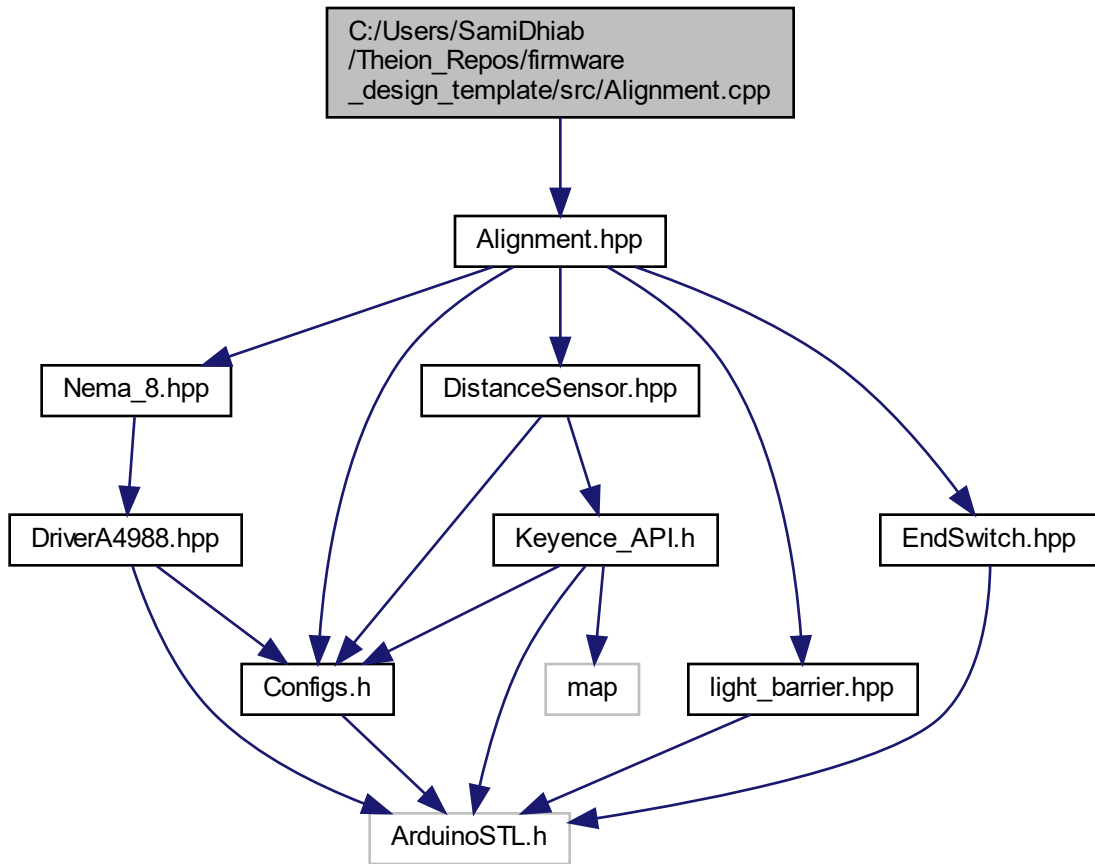 C:/Users/SamiDhiab
/Theion_Repos/firmware
_design_template/src/Alignment.cpp
Alignment.hpp
Nema_8.hpp
DistanceSensor.hpp
DriverA4988.hpp
Keyence_API.h
EndSwitch.hpp
Configs.h
map
light_barrier.hpp
ArduinoSTL.h